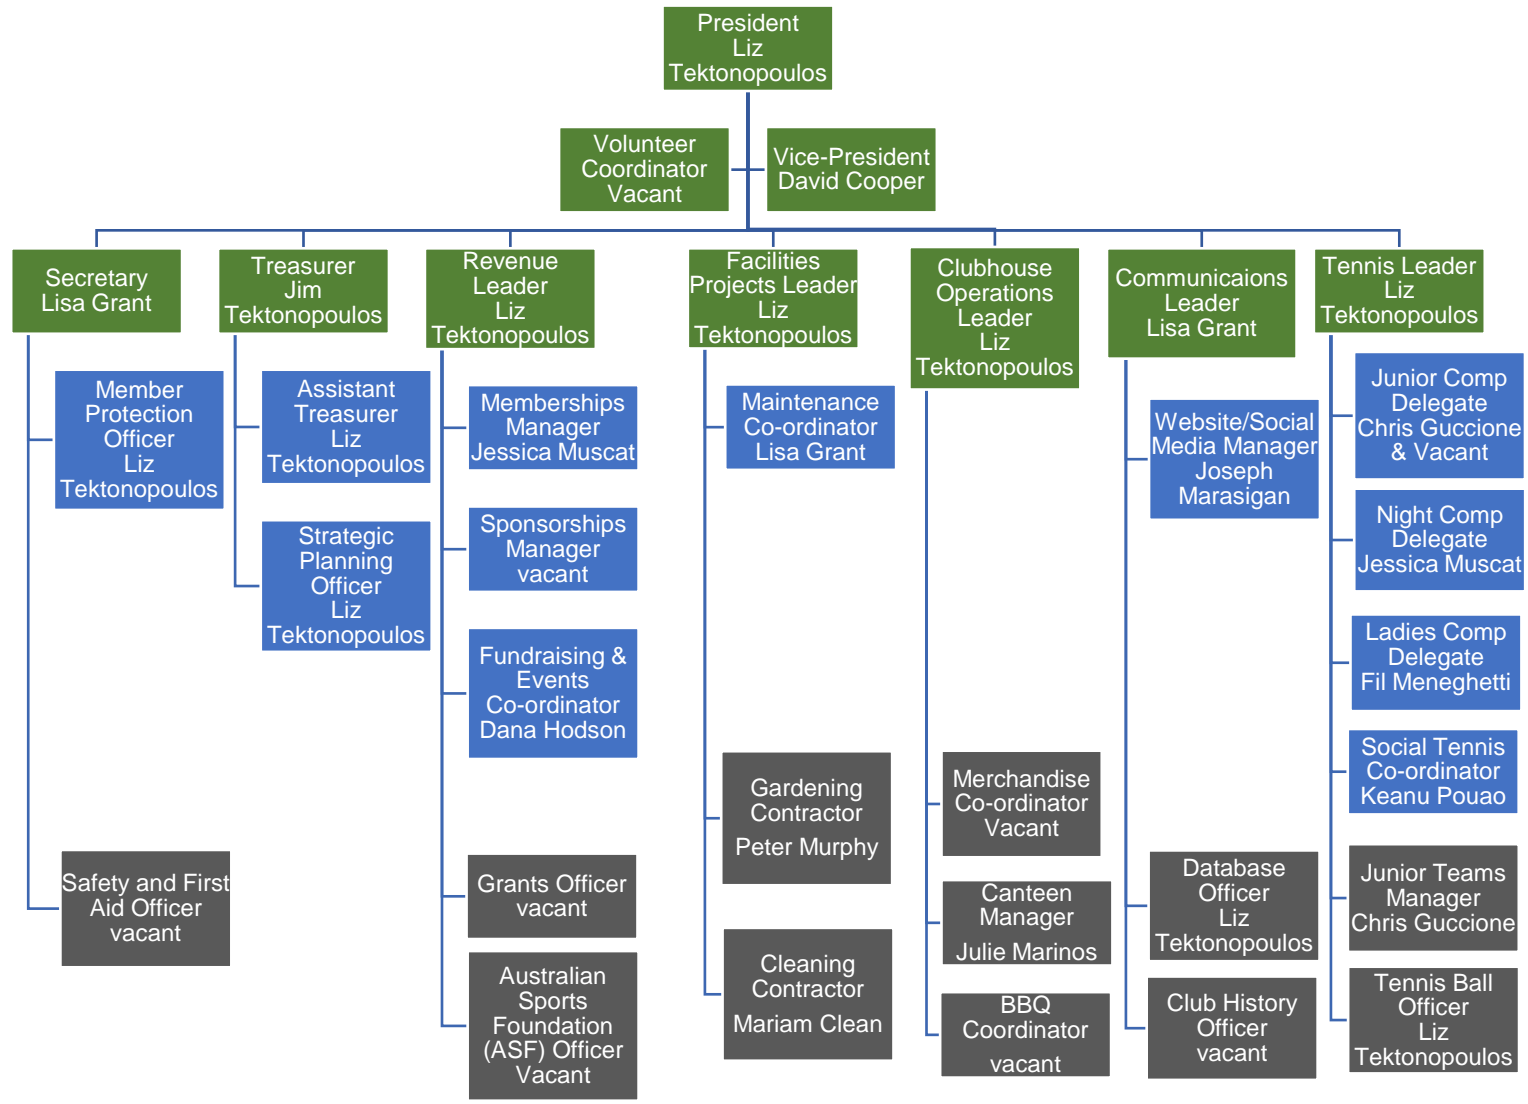 President
Liz
Tektonopoulos
Volunteer
Coordinator
Vacant
Vice-President
David Cooper
Secretary
Lisa Grant
Treasurer
Jim
Tektonopoulos
Revenue
Leader
Liz
Tektonopoulos
Facilities
Projects Leader
Liz
Tektonopoulos
Clubhouse
Operations
Leader
Liz
Tektonopoulos
Communicaions
Leader
Lisa Grant
Tennis Leader
Liz
Tektonopoulos
Member
Protection
Officer
Liz
Tektonopoulos
Safety and First
Aid Officer
vacant
Assistant
Treasurer
Liz
Tektonopoulos
Strategic
Planning
Officer
Liz
Tektonopoulos
Memberships
Manager
Jessica Muscat
Sponsorships
Manager
vacant
Fundraising &
Events
Co-ordinator
Dana Hodson
Grants Officer
vacant
Australian
Sports
Foundation
(ASF) Officer
Vacant
Maintenance
Co-ordinator
Lisa Grant
Gardening
Contractor
Peter Murphy
Cleaning
Contractor
Mariam Clean
Merchandise
Co-ordinator
Vacant
Canteen
Manager
Julie Marinos
BBQ
Coordinator
vacant
Website/Social
Media Manager
Joseph
Marasigan
Database
Officer
Liz
Tektonopoulos
Club History
Officer
vacant
Junior Comp
Delegate
Chris Guccione
& Vacant
Night Comp
Delegate
Jessica Muscat
Ladies Comp
Delegate
Fil Meneghetti
Social Tennis
Co-ordinator
Keanu Pouao
Junior Teams
Manager
Chris Guccione
Tennis Ball
Officer
Liz
Tektonopoulos